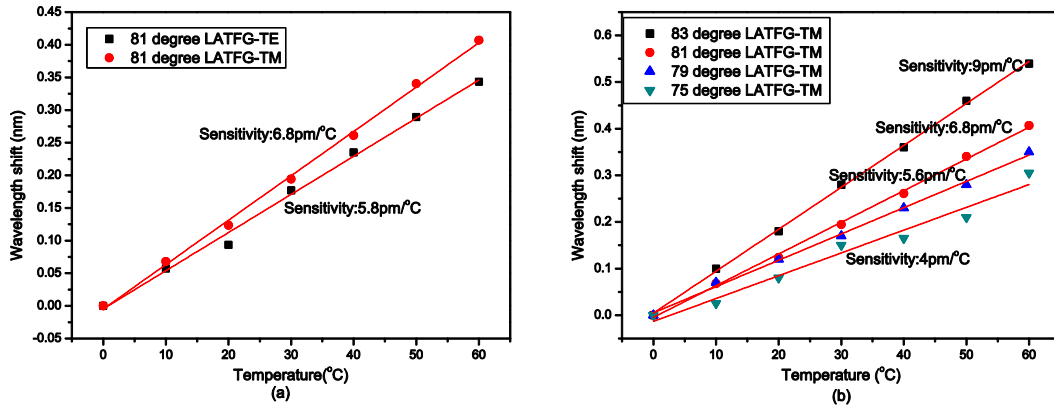 81 degree LATFG-TE
81 degree LATFG-TM
Sensitivity:6.8pm/°C
Sensitivity:5.8pm/°C
Wavelength shift (nm)
0.45
0.40
0.35
0.30
0.25
0.20
0.15
0.10
0.05
0.00
-0.05
0 10 20 30 40 50 60
Temperature(°C)
(a)
83 degree LATFG-TM
81 degree LATFG-TM
79 degree LATFG-TM
75 degree LATFG-TM
Sensitivity:9pm/°C
Sensitivity:6.8pm/°C
Sensitivity:5.6pm/°C
Sensitivity:4pm/°C
Wavelength shift (nm)
0.6
0.5
0.4
0.3
0.2
0.1
0.0
0 10 20 30 40 50 60
Temperature (°C)
(b)